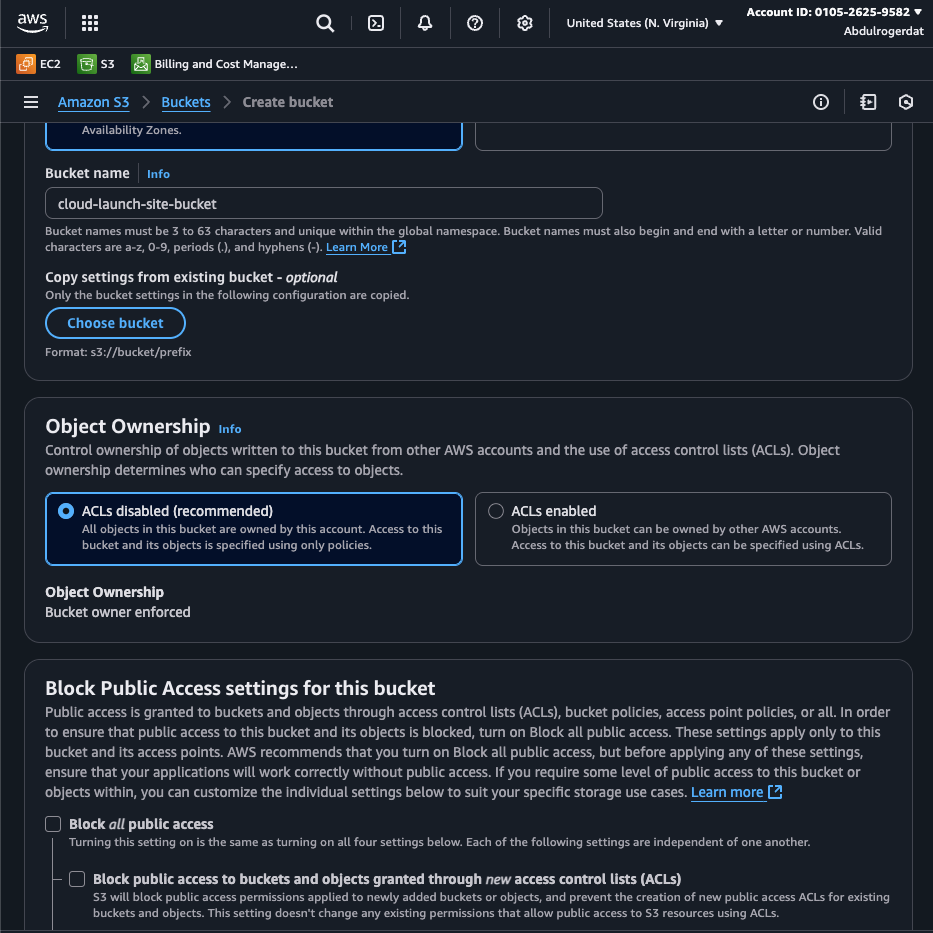 aws
United States (N. Virginia)
Account ID: 0105-2625-9582
Abdulrogerdat
EC2
S3
Billing and Cost Manage...
Amazon S3
Buckets
Create bucket
Availability Zones.
Bucket name
Info
cloud-launch-site-bucket
Bucket names must be 3 to 63 characters and unique within the global namespace. Bucket names must also begin and end with a letter or number. Valid
characters are a-z, 0-9, periods (.), and hyphens (-). Learn More
Copy settings from existing bucket - optional
Only the bucket settings in the following configuration are copied.
Choose bucket
Format: s3://bucket/prefix
Object Ownership
Info
Control ownership of objects written to this bucket from other AWS accounts and the use of access control lists (ACLs). Object
ownership determines who can specify access to objects.
ACLs disabled (recommended)
All objects in this bucket are owned by this account. Access to this
bucket and its objects is specified using only policies.
ACLs enabled
Objects in this bucket can be owned by other AWS accounts.
Access to this bucket and its objects can be specified using ACLs.
Object Ownership
Bucket owner enforced
Block Public Access settings for this bucket
Public access is granted to buckets and objects through access control lists (ACLs), bucket policies, access point policies, or all. In order
to ensure that public access to this bucket and its objects is blocked, turn on Block all public access. These settings apply only to this
bucket and its access points. AWS recommends that you turn on Block all public access, but before applying any of these settings,
ensure that your applications will work correctly without public access. If you require some level of public access to this bucket or
objects within, you can customize the individual settings below to suit your specific storage use cases. Learn more
Block all public access
Turning this setting on is the same as turning on all four settings below. Each of the following settings are independent of one another.
Block public access to buckets and objects granted through new access control lists (ACLs)
S3 will block public access permissions applied to newly added buckets or objects, and prevent the creation of new public access ACLs for existing
buckets and objects. This setting doesn't change any existing permissions that allow public access to S3 resources using ACLs.